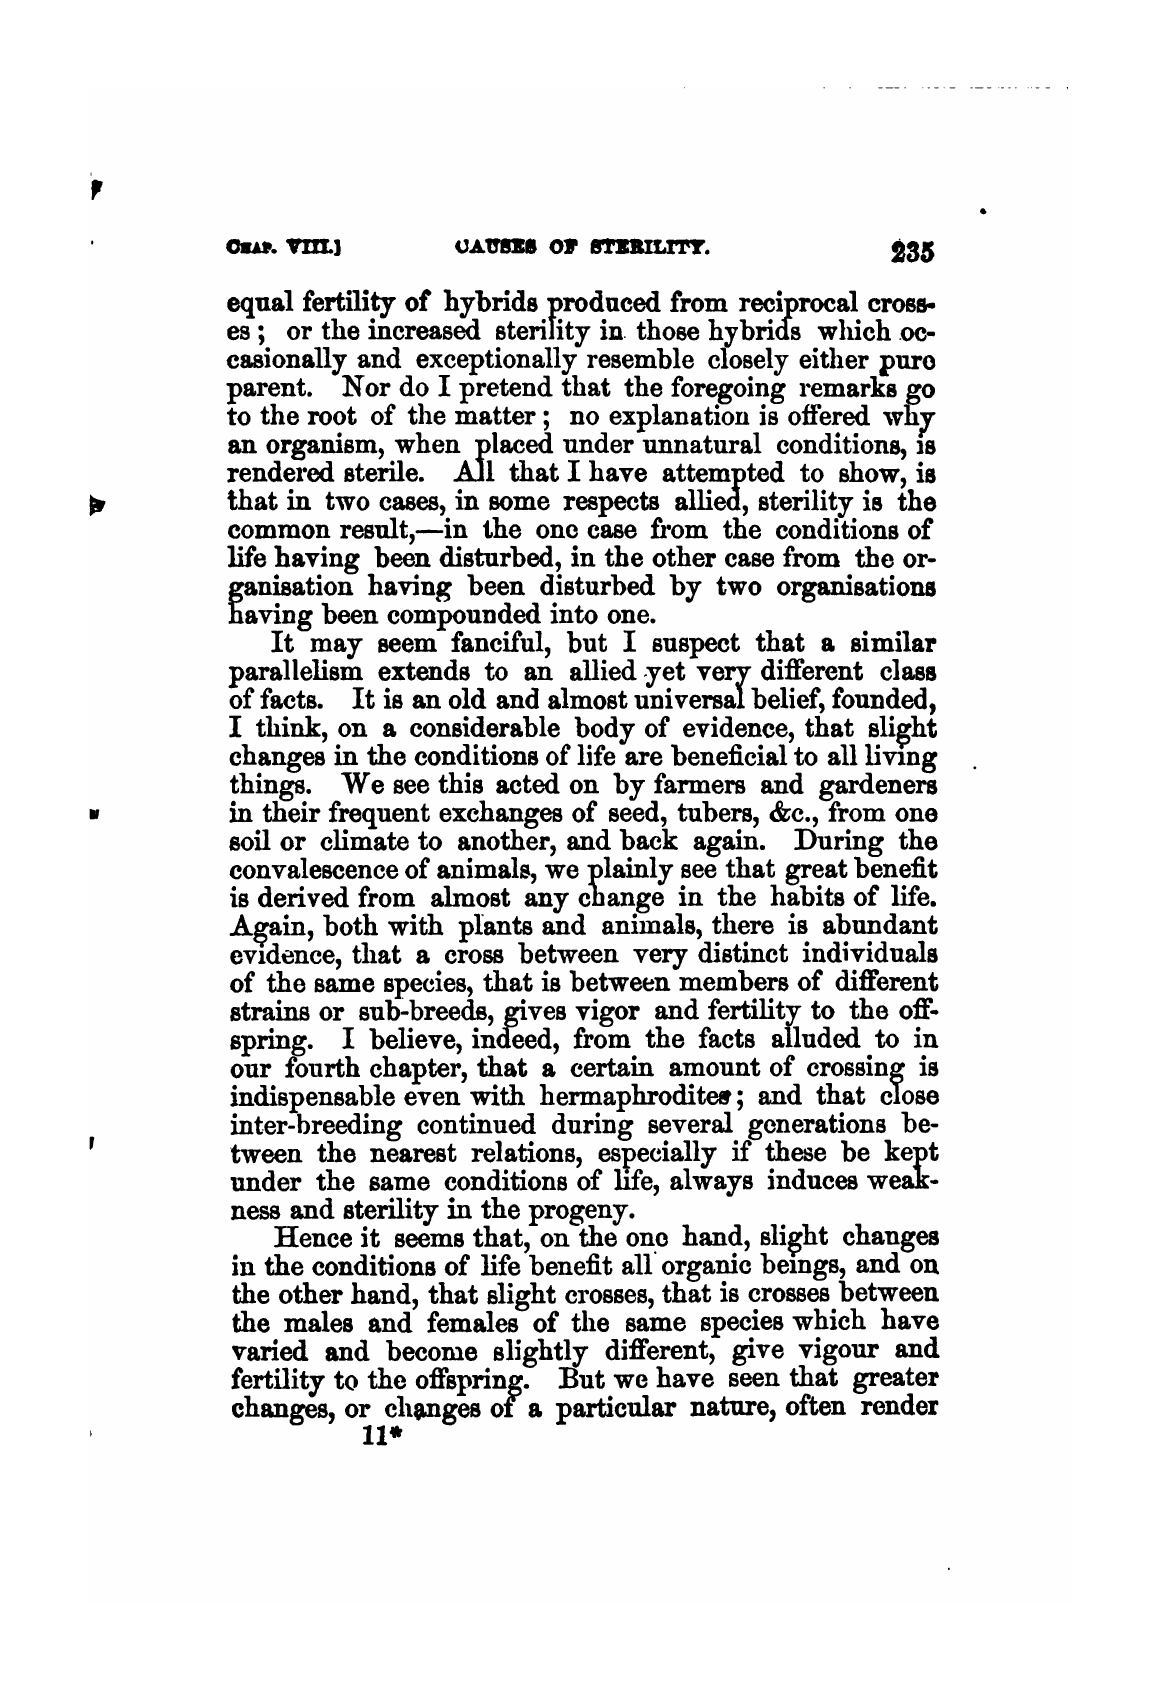 CHAP. VIII.] CAUSES OF STERILITY. 235
equal fertility of hybrids produced from reciprocal cross-
es; or the increased sterility in those hybrids which oc-
casionally and exceptionally resemble closely either pure
parent. Nor do I pretend that the foregoing remarks go
to the root of the matter; no explanation is offered why
an organism, when placed under unnatural conditions, is
rendered sterile. All that I have attempted to show, is
that in two cases, in some respects allied, sterility is the
common result,—in the one case from the conditions of
life having been disturbed, in the other case from the or-
ganisation having been disturbed by two organisations
having been compounded into one.
It may seem fanciful, but I suspect that a similar
parallelism extends to an allied yet very different class
of facts. It is an old and almost universal belief, founded,
I think, on a considerable body of evidence, that slight
changes in the conditions of life are beneficial to all living
things. We see this acted on by farmers and gardeners
in their frequent exchanges of seed, tubers, &c., from one
soil or climate to another, and back again. During the
convalescence of animals, we plainly see that great benefit
is derived from almost any change in the habits of life.
Again, both with plants and animals, there is abundant
evidence, that a cross between very distinct individuals
of the same species, that is between members of different
strains or sub-breeds, gives vigor and fertility to the off-
spring. I believe, indeed, from the facts alluded to in
our fourth chapter, that a certain amount of crossing is
indispensable even with hermaphrodites; and that close
inter-breeding continued during several generations be-
tween the nearest relations, especially if these be kept
under the same conditions of life, always induces weak-
ness and sterility in the progeny.
Hence it seems that, on the one hand, slight changes
in the conditions of life benefit all organic beings, and on
the other hand, that slight crosses, that is crosses between
the males and females of the same species which have
varied and become slightly different, give vigour and
fertility to the offspring. But we have seen that greater
changes, or changes of a particular nature, often render
11*